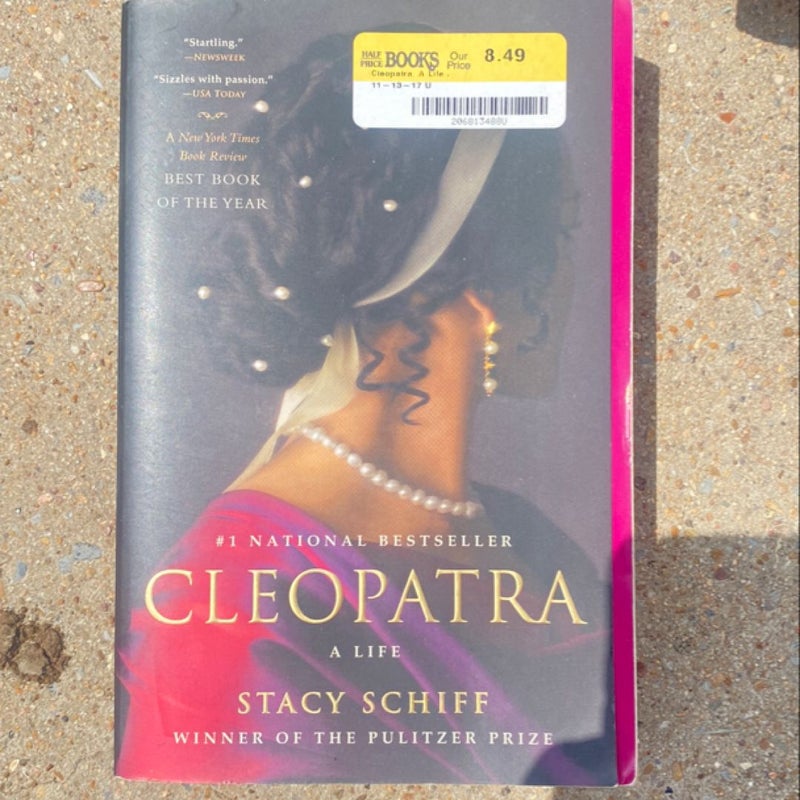 "Startling."
—NEWSWEEK
"Sizzles with passion."
—USA TODAY
A New York Times
Book Review
BEST BOOK
OF THE YEAR
HALF PRICE BOOKS Our Price 8.49
Cleopatra: A Life .
11-13-17 U
206813488U
#1 NATIONAL BESTSELLER
CLEOPATRA
A LIFE
STACY SCHIFF
WINNER OF THE PULITZER PRIZE